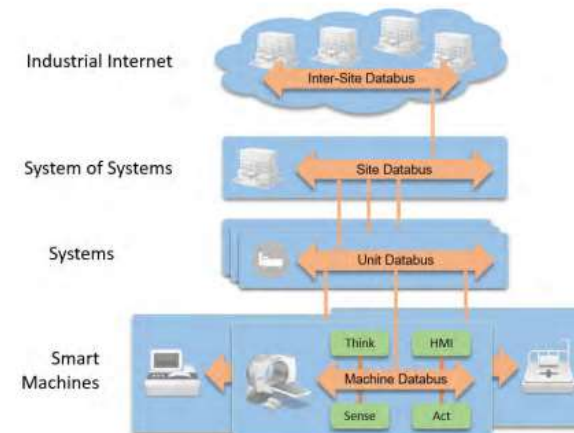 Industrial Internet
Inter-Site Databus
System of Systems
Site Databus
Systems
Unit Databus
Smart
Machines
Think
HMI
Machine Databus
Sense
Act